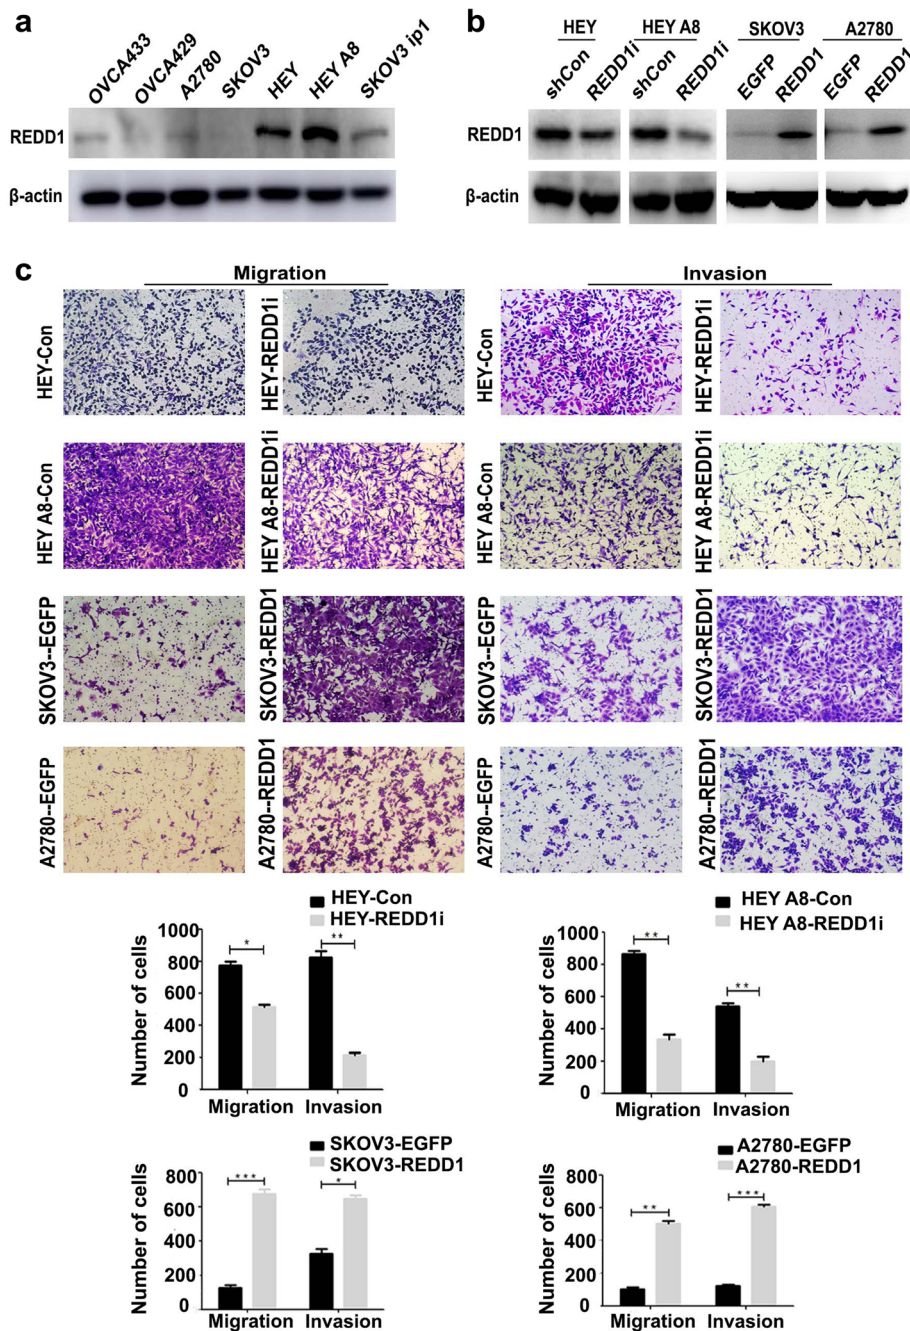 a
OVCA433 OVCA429 A2780 SKOV3 HEY HEY A8 SKOV3 ip1
REDD1
β-actin
b
HEY HEY A8 SKOV3 A2780
shCon REDD1i shCon REDD1i EGFP REDD1 EGFP REDD1
REDD1
β-actin
c
Migration Invasion
HEY-Con HEY-REDD1i HEY-Con HEY-REDD1i
HEY A8-Con HEY A8-REDD1i HEY A8-Con HEY A8-REDD1i
SKOV3--EGFP SKOV3-REDD1 SKOV3--EGFP SKOV3-REDD1
A2780--EGFP A2780--REDD1 A2780--EGFP A2780--REDD1
HEY-Con
HEY-REDD1i
Number of cells
1000
800
600
400
200
0
* **
Migration Invasion
HEY A8-Con
HEY A8-REDD1i
Number of cells
1000
800
600
400
200
0
** **
Migration Invasion
SKOV3-EGFP
SKOV3-REDD1
Number of cells
800
600
400
200
0
*** *
Migration Invasion
A2780-EGFP
A2780-REDD1
Number of cells
800
600
400
200
0
** ***
Migration Invasion